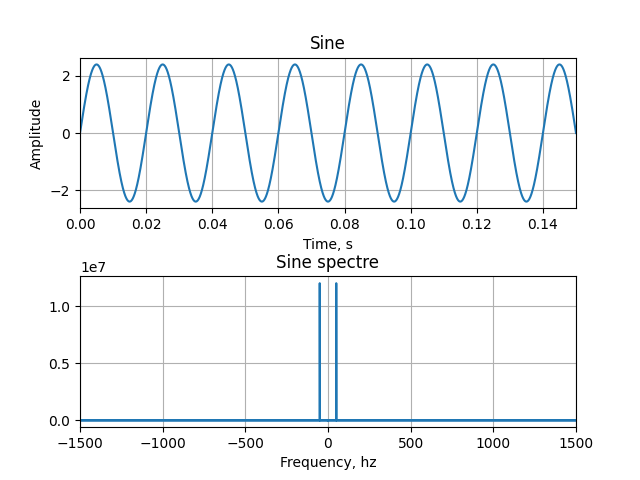 Sine
Amplitude
2
0
−2
0.00 0.02 0.04 0.06 0.08 0.10 0.12 0.14
Time, s
Sine spectre
1e7
1.0
0.5
0.0
−1500 −1000 −500 0 500 1000 1500
Frequency, hz